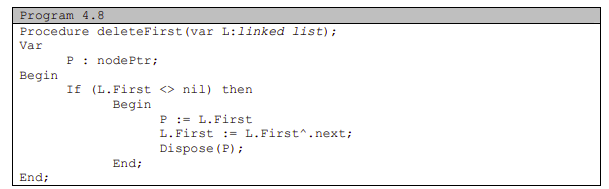 Program 4.8
Procedure deleteFirst(var L:linked list);
Var
P : nodePtr;
Begin
If (L.First <> nil) then
Begin
P := L.First
L.First := L.First^.next;
Dispose(P);
End;
End;